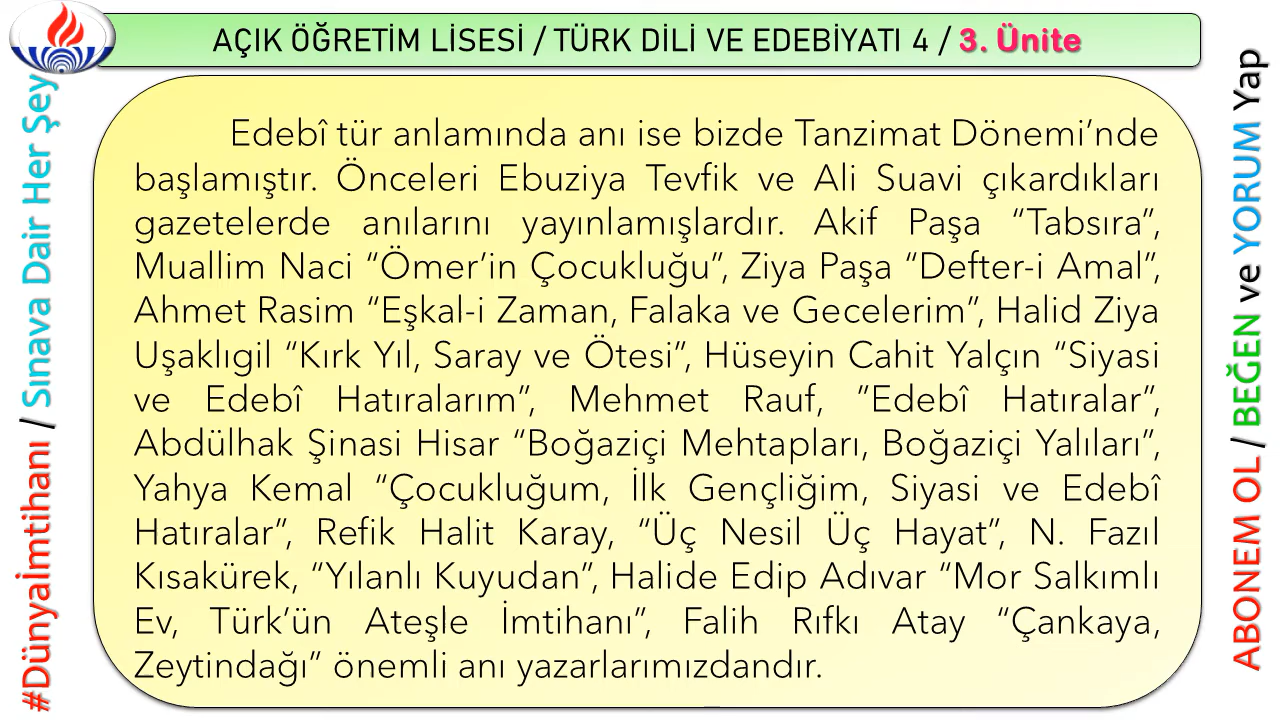 AÇIK ÖĞRETİM LİSESİ / TÜRK DİLİ VE EDEBİYATI 4 / 3. Ünite
#Dünyaİmtihanı / Sınava Dair Her Şey
Edebî tür anlamında anı ise bizde Tanzimat Dönemi’nde
başlamıştır. Önceleri Ebuziya Tevfik ve Ali Suavi çıkardıkları
gazetelerde anılarını yayınlamışlardır. Akif Paşa “Tabsıra”,
Muallim Naci “Ömer’in Çocukluğu”, Ziya Paşa “Defter-i Amal”,
Ahmet Rasim “Eşkal-i Zaman, Falaka ve Gecelerim”, Halid Ziya
Uşaklıgil “Kırk Yıl, Saray ve Ötesi”, Hüseyin Cahit Yalçın “Siyasi
ve Edebî Hatıralarım”, Mehmet Rauf, ”Edebî Hatıralar”,
Abdülhak Şinasi Hisar “Boğaziçi Mehtapları, Boğaziçi Yalıları”,
Yahya Kemal “Çocukluğum, İlk Gençliğim, Siyasi ve Edebî
Hatıralar”, Refik Halit Karay, “Üç Nesil Üç Hayat”, N. Fazıl
Kısakürek, “Yılanlı Kuyudan”, Halide Edip Adıvar “Mor Salkımlı
Ev, Türk’ün Ateşle İmtihanı”, Falih Rıfkı Atay “Çankaya,
Zeytindağı” önemli anı yazarlarımızdandır.
ABONEM OL / BEĞEN ve YORUM Yap